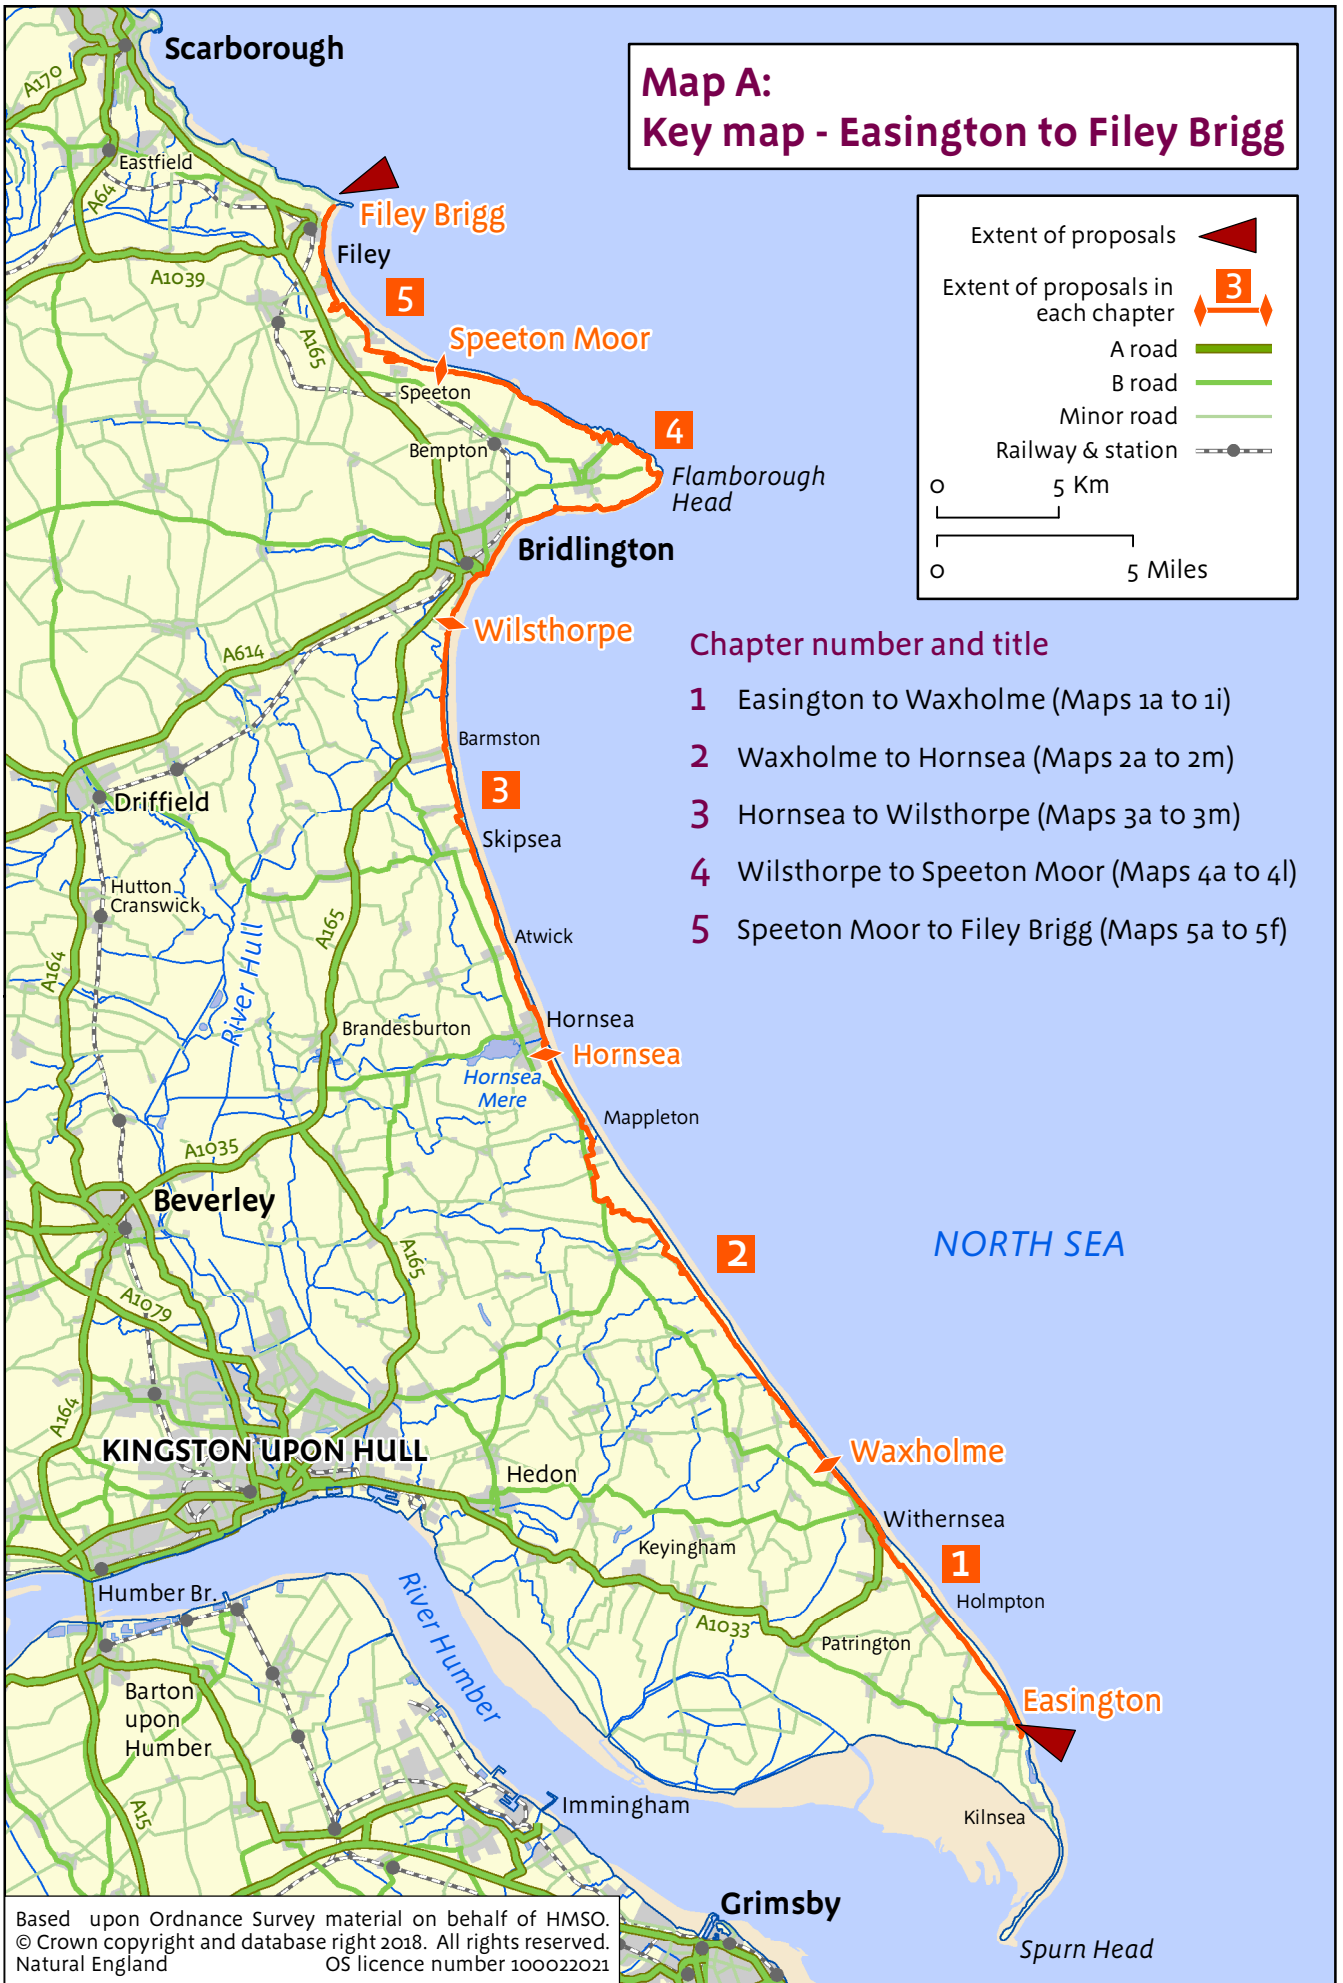 Map A:
Key map - Easington to Filey Brigg
Extent of proposals
Extent of proposals in
each chapter
3
A road
B road
Minor road
Railway & station
0 5 Km
0 5 Miles
Chapter number and title
1 Easington to Waxholme (Maps 1a to 1i)
2 Waxholme to Hornsea (Maps 2a to 2m)
3 Hornsea to Wilsthorpe (Maps 3a to 3m)
4 Wilsthorpe to Speeton Moor (Maps 4a to 4l)
5 Speeton Moor to Filey Brigg (Maps 5a to 5f)
Scarborough
A170
Eastfield
A64
Filey Brigg
Filey
A1039
5
A165
Speeton Moor
Speeton
4
Bempton
Flamborough
Head
Bridlington
Wilsthorpe
A614
Barmston
3
Driffield
Skipsea
Hutton
Cranswick
A165
Atwick
A164
River Hull
Hornsea
Brandesburton
Hornsea
Hornsea
Mere
Mappleton
A1035
Beverley
A165
2
NORTH SEA
A1079
A164
KINGSTON UPON HULL
Waxholme
Hedon
Withernsea
Keyingham
1
Humber Br.
Holmpton
River Humber
A1033
Patrington
Barton
upon
Humber
Easington
A15
Immingham
Kilnsea
Grimsby
Spurn Head
Based upon Ordnance Survey material on behalf of HMSO.
© Crown copyright and database right 2018. All rights reserved.
Natural England OS licence number 100022021